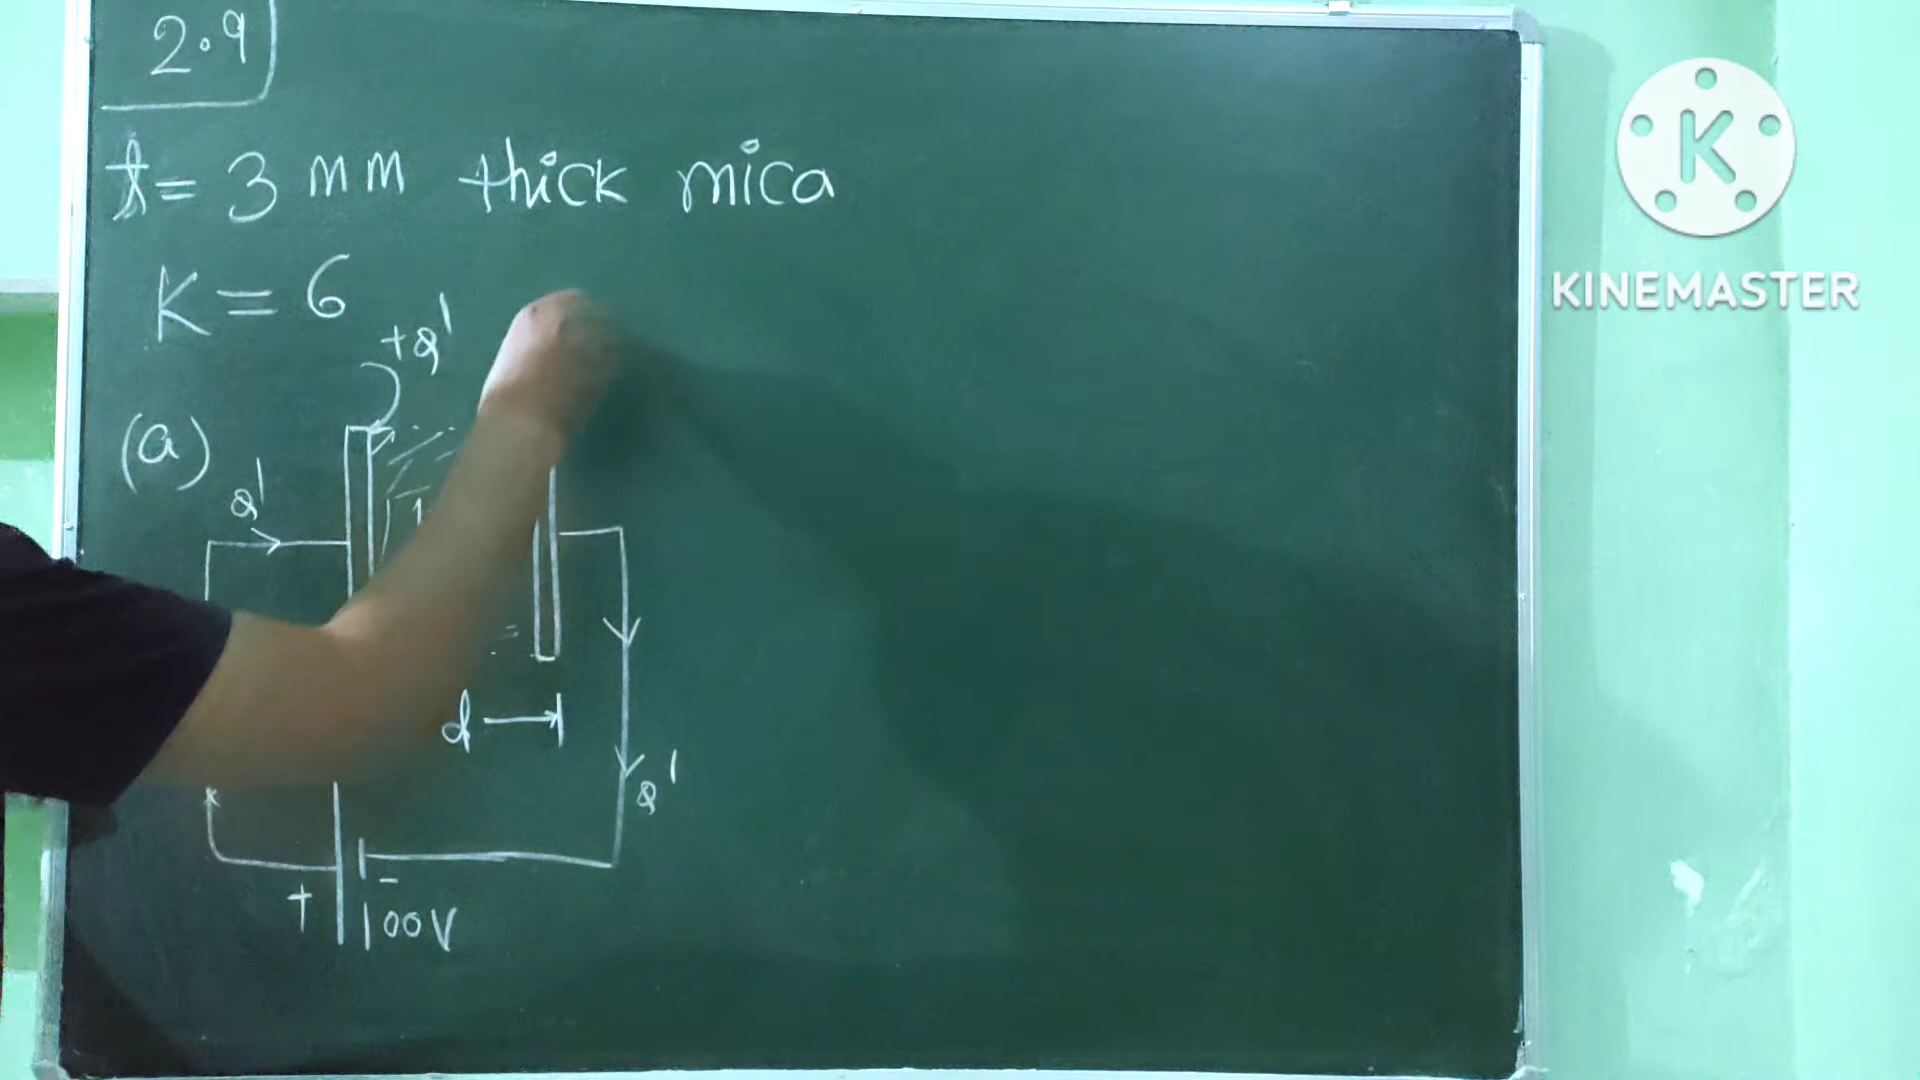 2.9
t = 3 mm thick mica
K = 6
+Q'
(a)
Q'
d
Q'
+
-
100V
K
KINEMASTER